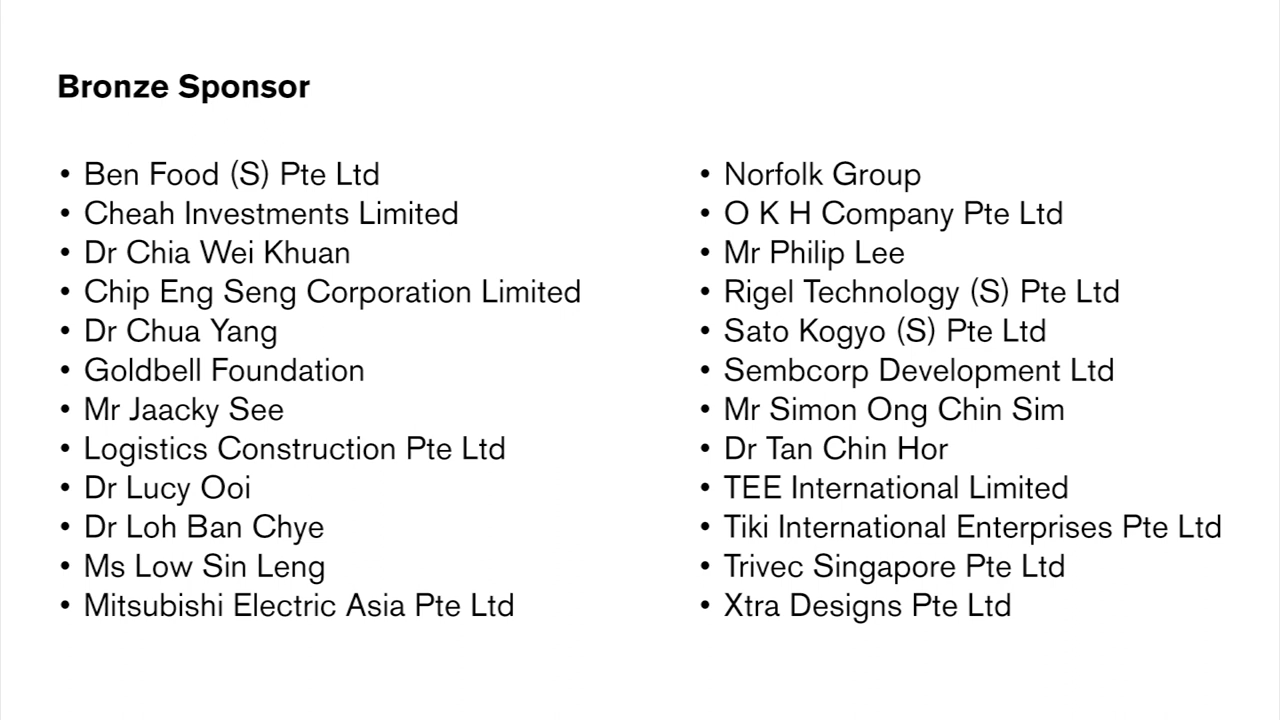 Bronze Sponsor
• Ben Food (S) Pte Ltd
• Cheah Investments Limited
• Dr Chia Wei Khuan
• Chip Eng Seng Corporation Limited
• Dr Chua Yang
• Goldbell Foundation
• Mr Jaacky See
• Logistics Construction Pte Ltd
• Dr Lucy Ooi
• Dr Loh Ban Chye
• Ms Low Sin Leng
• Mitsubishi Electric Asia Pte Ltd
• Norfolk Group
• O K H Company Pte Ltd
• Mr Philip Lee
• Rigel Technology (S) Pte Ltd
• Sato Kogyo (S) Pte Ltd
• Sembcorp Development Ltd
• Mr Simon Ong Chin Sim
• Dr Tan Chin Hor
• TEE International Limited
• Tiki International Enterprises Pte Ltd
• Trivec Singapore Pte Ltd
• Xtra Designs Pte Ltd